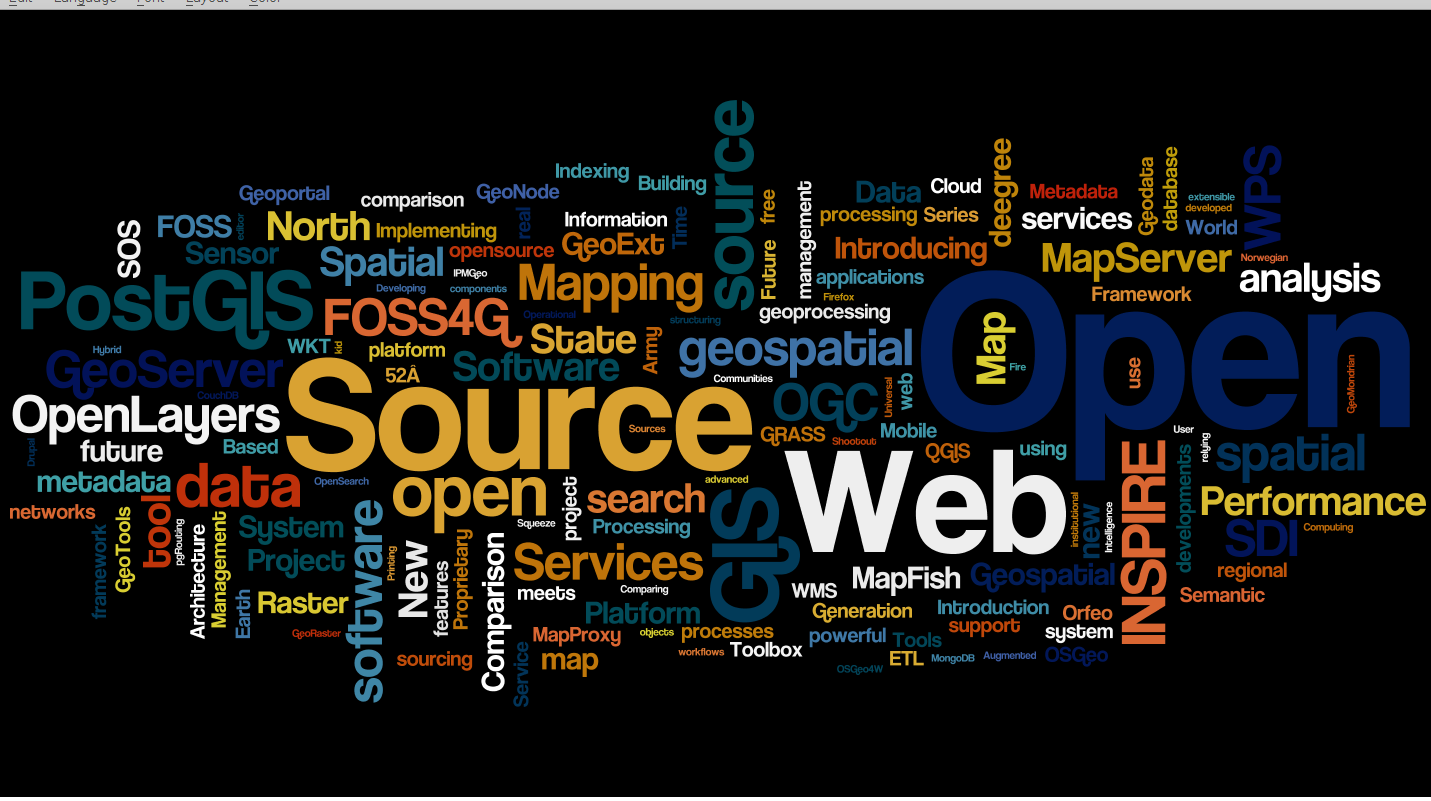 Edit Language Font Layout Color
source
Indexing
Building
Geoportal
comparison
GeoNode
real
Information
Time
free
management
Data
Cloud
processing
Series
deegree
Metadata
services
Geodata
database
extensible
developed
World
WPS
SOS
FOSS
editor
North
Implementing
Sensor
Spatial
opensource
GeoExt
IPMGeo
Developing
components
Mapping
Future
Introducing
applications
Firefox
geoprocessing
MapServer
Norwegian
analysis
Framework
PostGIS
FOSS4G
Operational
structuring
State
Army
WKT
kid
platform
Software
52Â
geospatial
Communities
Open
Map
Fire
use
GeoMondrian
Hybrid
GeoServer
CouchDB
OpenLayers
Source
Sources
OGC
Universal
web
GRASS
Shootout
Mobile
QGIS
using
User
relying
spatial
Drupal
future
Based
metadata
data
OpenSearch
open
project
search
advanced
Web
INSPIRE
developments
Performance
networks
tool
framework
GeoTools
pgRouting
Architecture
Management
System
Project
software
Printing
New
features
Proprietary
Comparison
Squeeze
Processing
GIS
institutional
new
Intelligence
SDI
Computing
regional
Semantic
Earth
Raster
GeoRaster
Services
meets
Comparing
Platform
WMS
MapFish
Geospatial
Generation
Introduction
support
Orfeo
system
sourcing
Service
MapProxy
objects
processes
map
workflows
Toolbox
powerful
Tools
OSGeo4W
ETL
MongoDB
Augmented
OSGeo